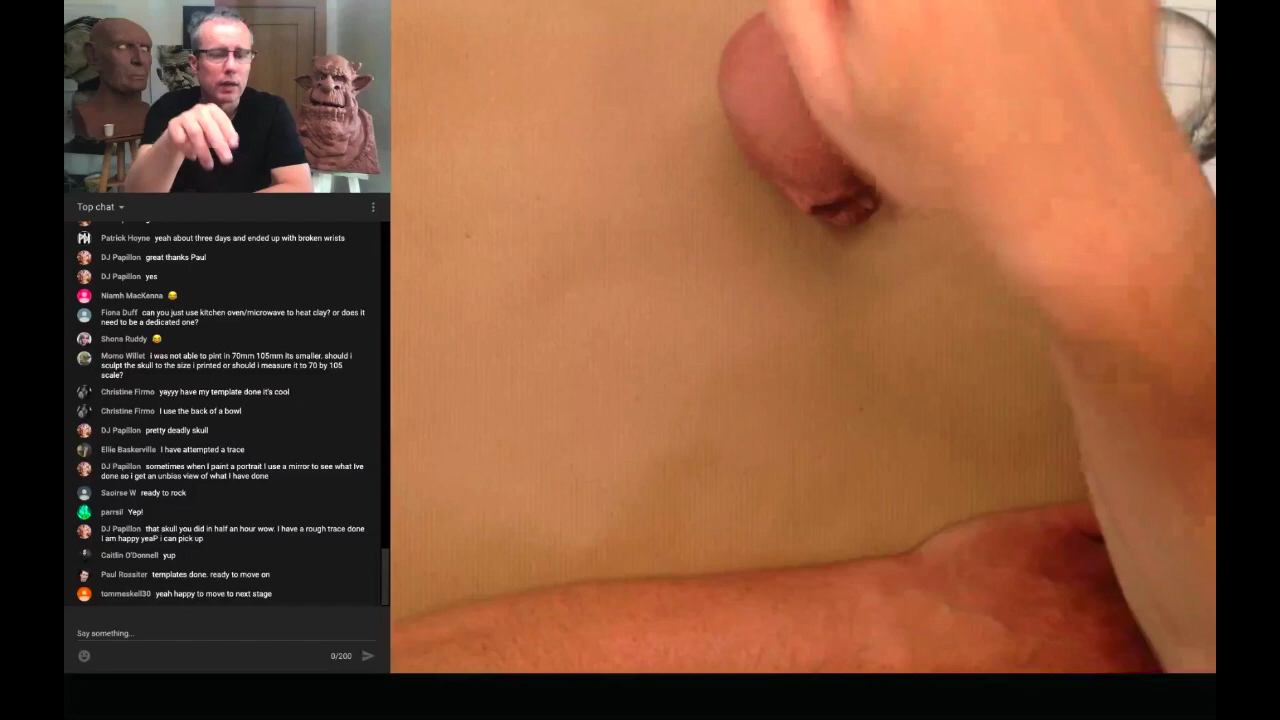 Top chat
Patrick Hoyne yeah about three days and ended up with broken wrists
DJ Papillon great thanks Paul
DJ Papillon yes
Niamh MacKenna 😂
Fiona Duff can you just use kitchen oven/microwave to heat clay? or does it
need to be a dedicated one?
Shona Ruddy 😂
Momo Willet i was not able to pint in 70mm 105mm its smaller. should i
sculpt the skull to the size i printed or should i measure it to 70 by 105
scale?
Christine Firmo yayyy have my template done it's cool
Christine Firmo I use the back of a bowl
DJ Papillon pretty deadly skull
Ellie Baskerville I have attempted a trace
DJ Papillon sometimes when I paint a portrait I use a mirror to see what Ive
done so i get an unbias view of what I have done
Saoirse W ready to rock
parrsil Yep!
DJ Papillon that skull you did in half an hour wow. I have a rough trace done
I am happy yeaP i can pick up
Caitlin O'Donnell yup
Paul Rossiter templates done. ready to move on
tommeskell30 yeah happy to move to next stage
Say something...
0/200